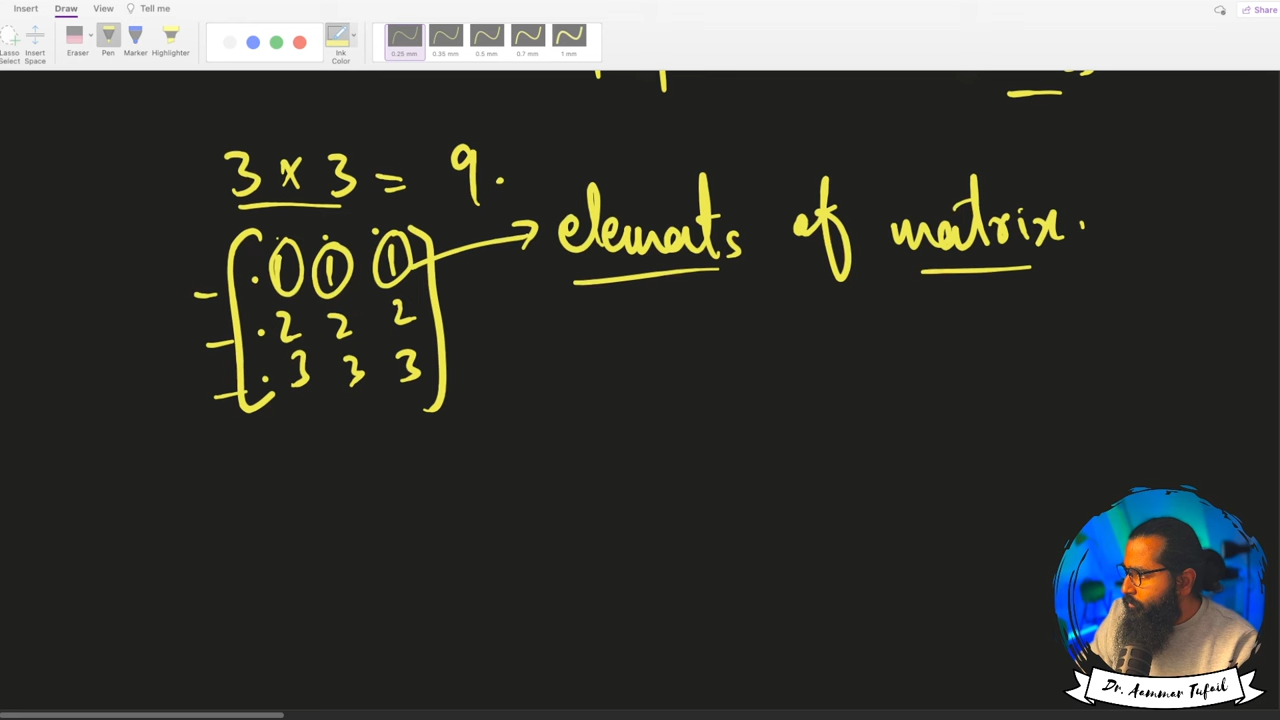 Insert Draw View Tell me
Share
Lasso Select Insert Space Eraser Pen Marker Highlighter Ink Color 0.25 mm 0.35 mm 0.5 mm 0.7 mm 1 mm
3 x 3 = 9.
1 1 1 → elements of matrix.
2 2 2
3 3 3
Dr. Aammar Tufail